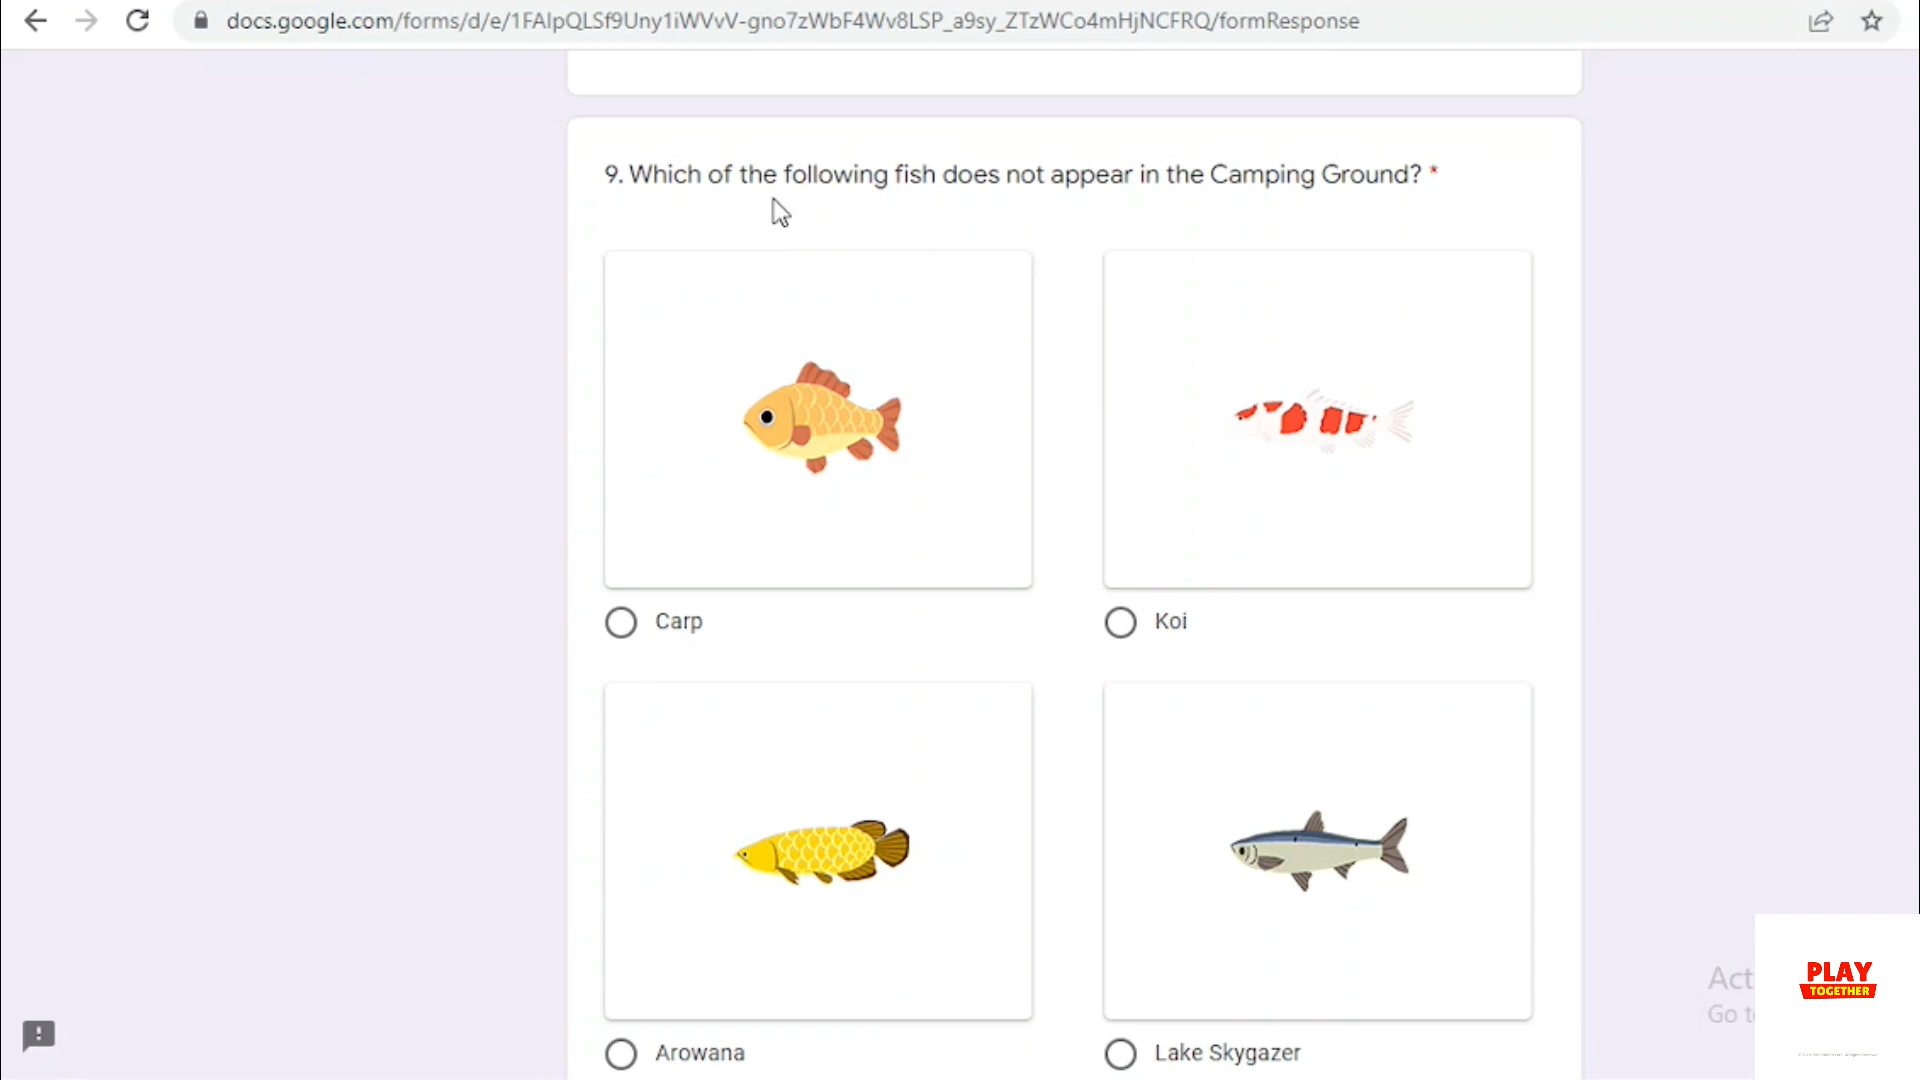 docs.google.com/forms/d/e/1FAIpQLSf9Uny1iWVvV-gno7zWbF4Wv8LSP_a9sy_ZTzWCo4mHjNCFRQ/formResponse
9. Which of the following fish does not appear in the Camping Ground? *
Carp
Koi
Arowana
Lake Skygazer
Act
Go t
PLAY
TOGETHER